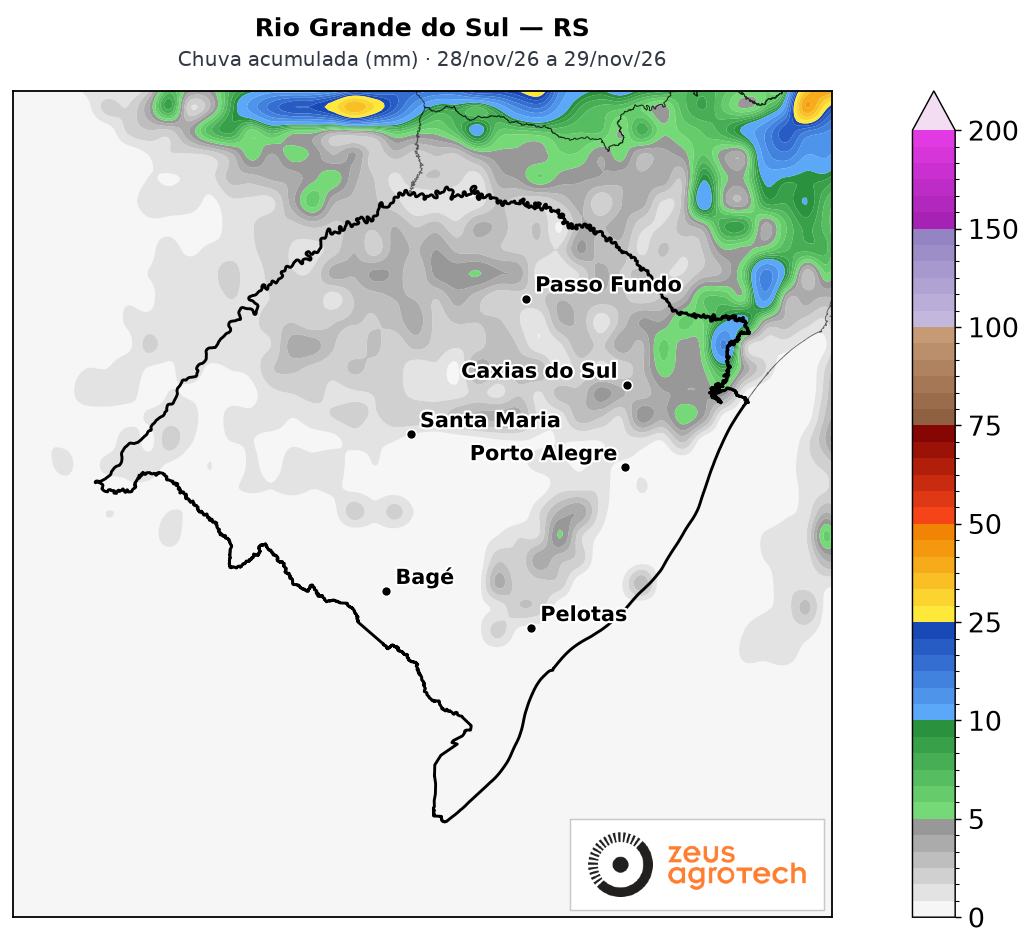 Rio Grande do Sul — RS
Chuva acumulada (mm) · 28/nov/26 a 29/nov/26
200
150
100
75
50
25
10
5
0
Passo Fundo
Caxias do Sul
Santa Maria
Porto Alegre
Bagé
Pelotas
zeus
agrotech